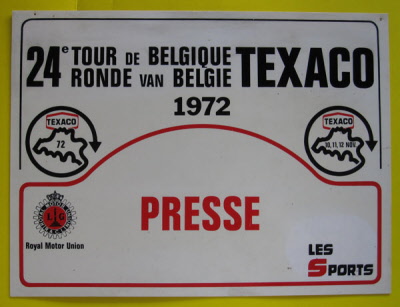 24e TOUR DE BELGIQUE TEXACO
RONDE VAN BELGIE
1972
TEXACO
72
TEXACO
10, 11, 12 NOV.
PRESSE
LG
Royal Motor Union
LES
SPORTS